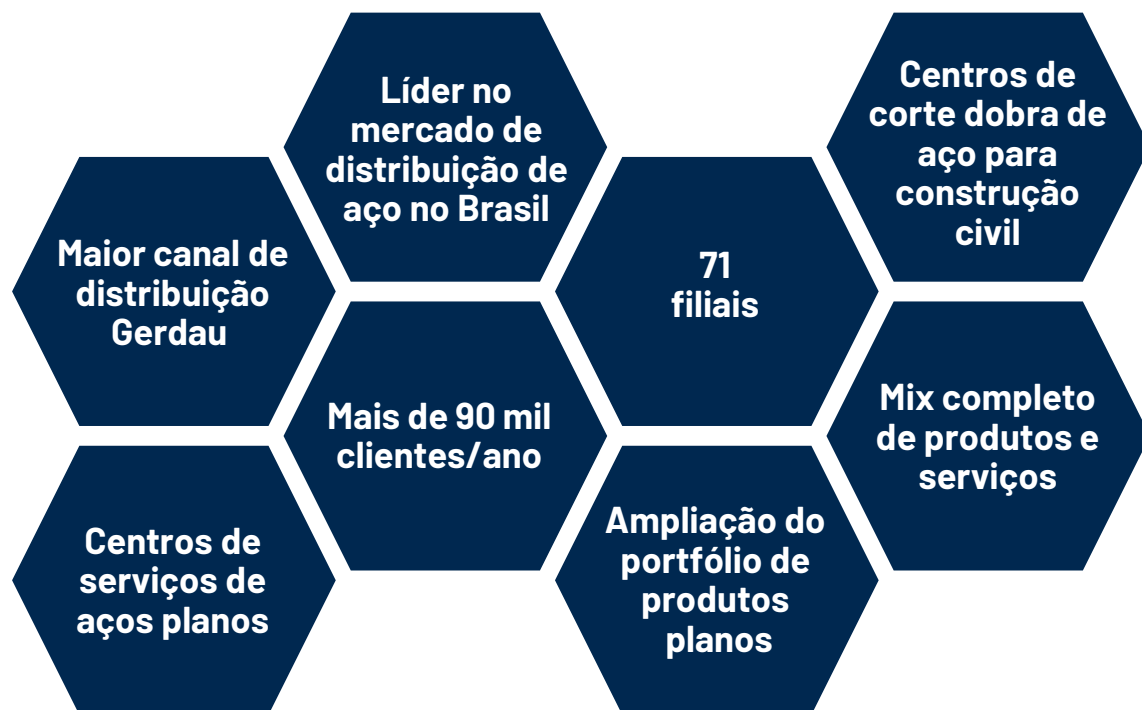 Líder no
mercado de
distribuição de
aço no Brasil
Centros de
corte dobra de
aço para
construção
civil
Maior canal de
distribuição
Gerdau
71
filiais
Mais de 90 mil
clientes/ano
Mix completo
de produtos e
serviços
Centros de
serviços de
aços planos
Ampliação do
portfólio de
produtos
planos